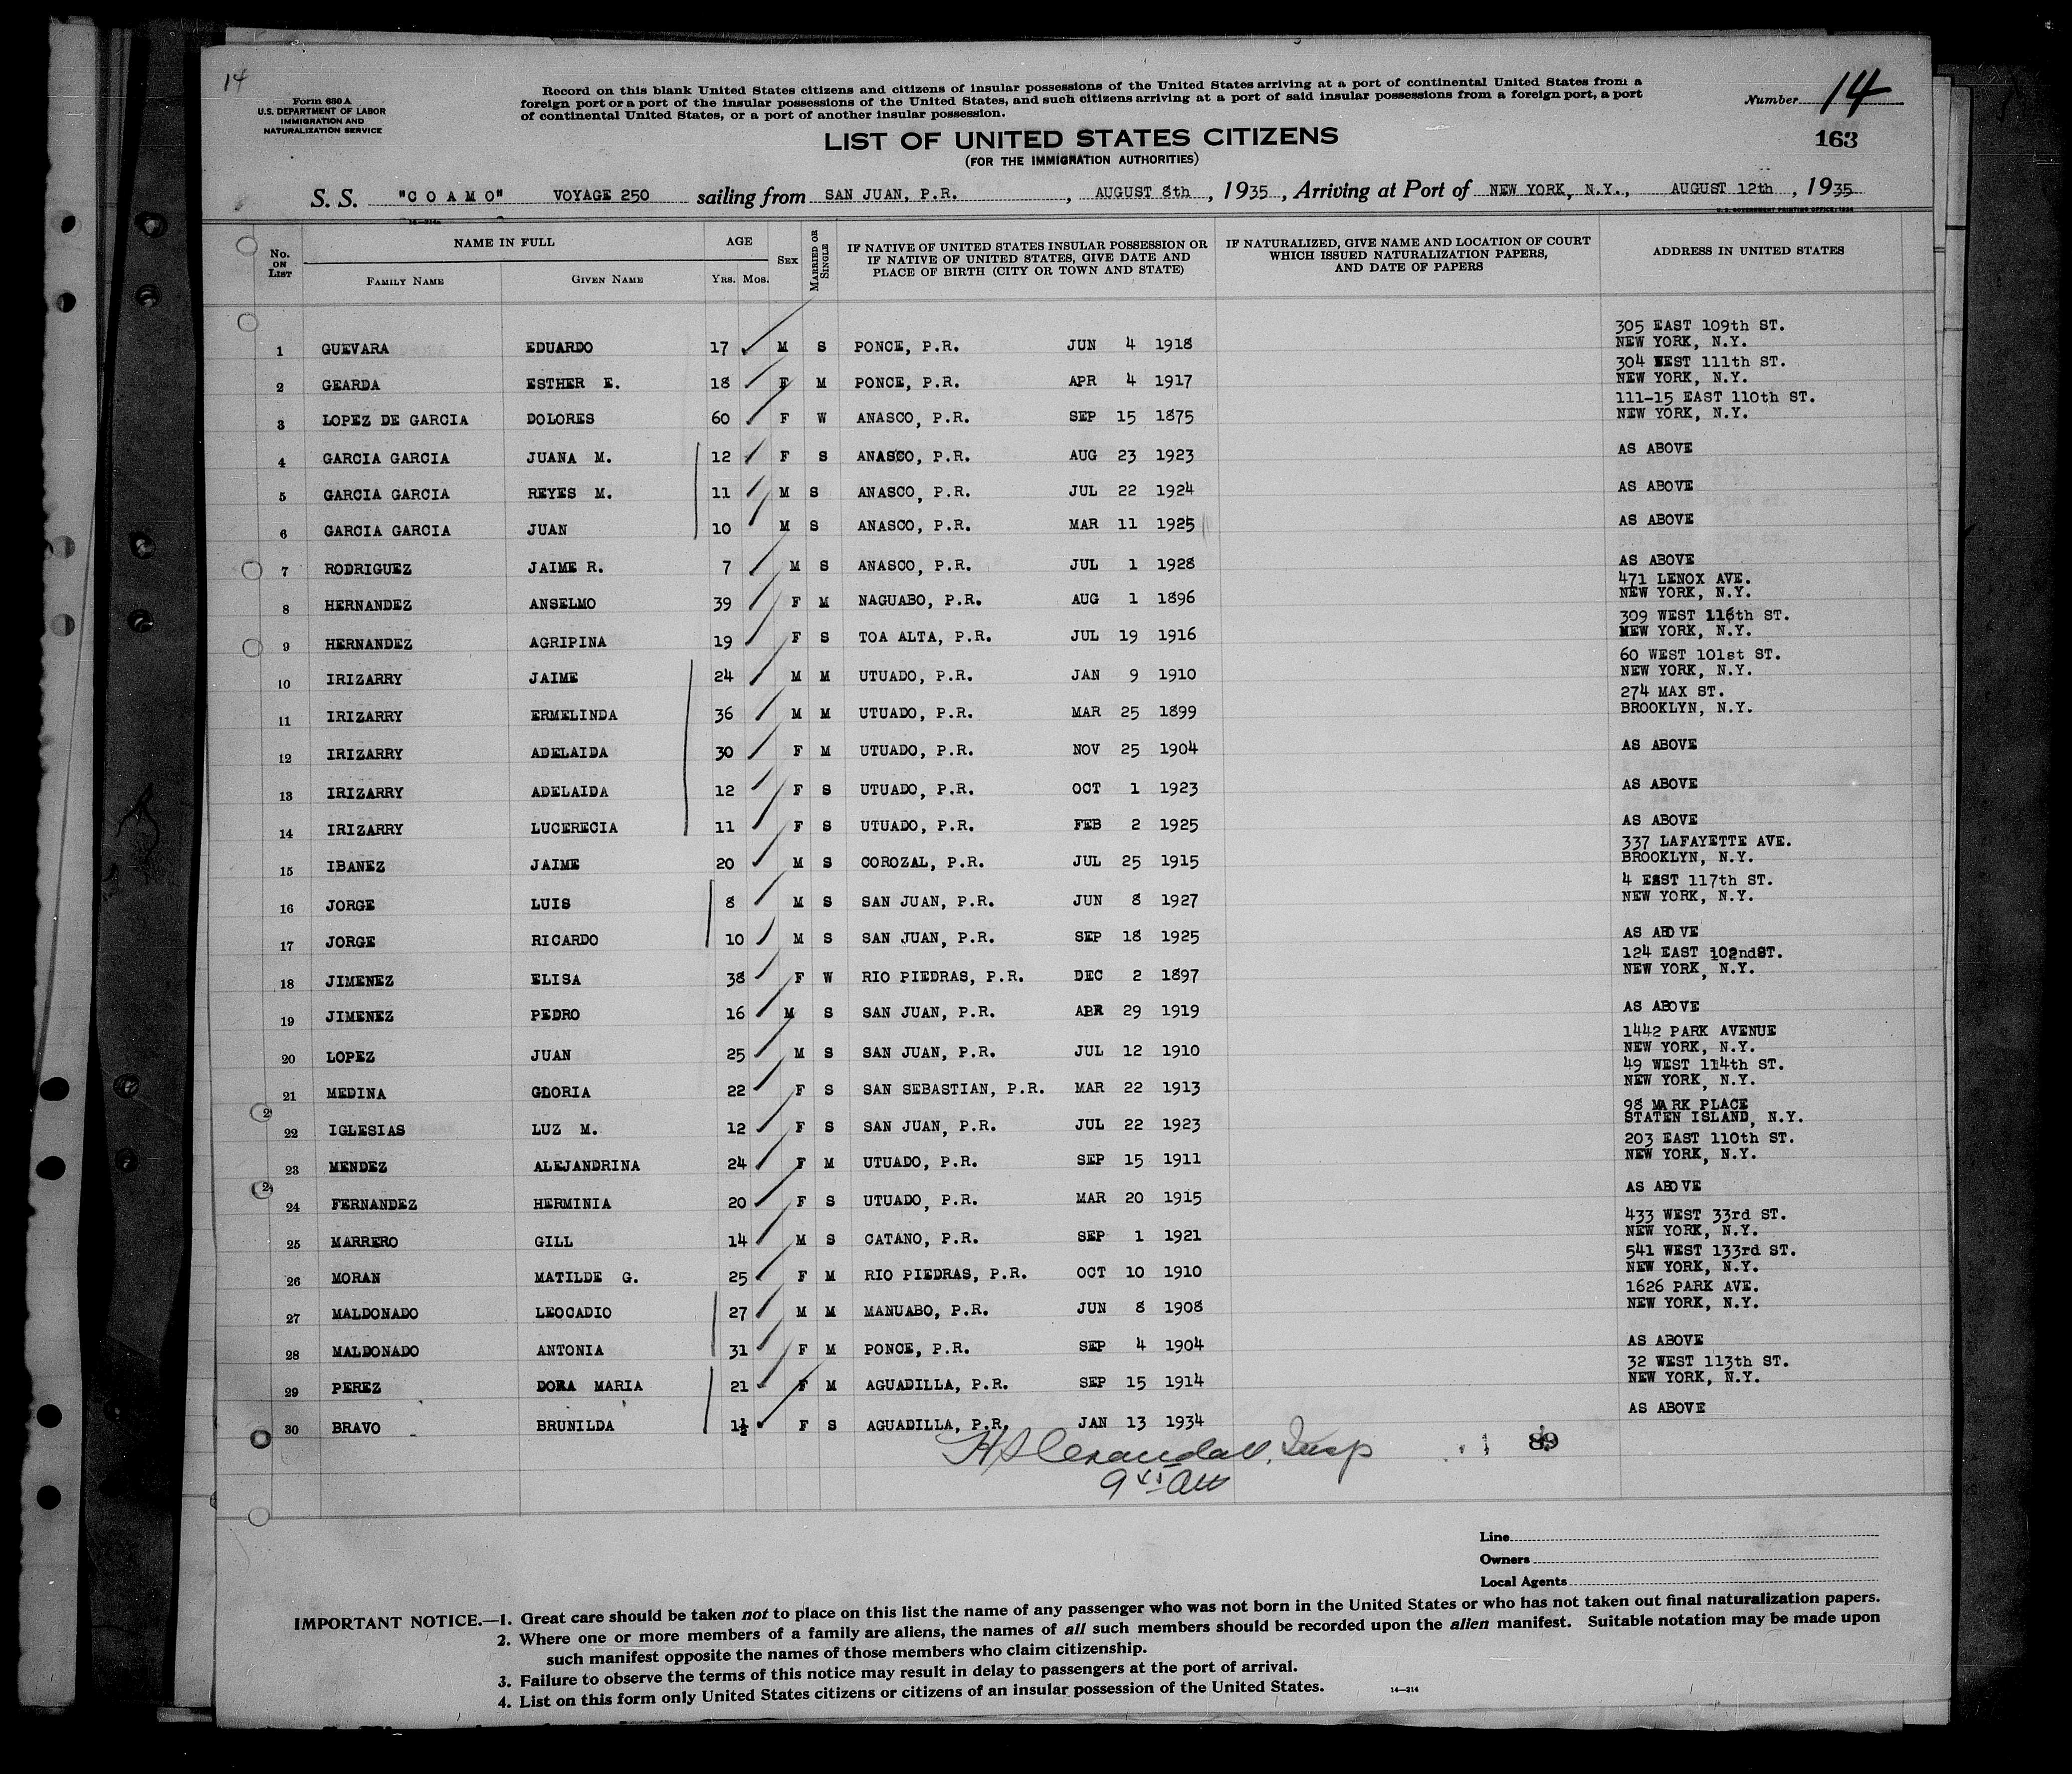 14
Form 630 A
U.S. DEPARTMENT OF LABOR
IMMIGRATION AND
NATURALIZATION SERVICE
Record on this blank United States citizens and citizens of insular possessions of the United States arriving at a port of continental United States from a
foreign port or a port of the insular possessions of the United States, and such citizens arriving at a port of said insular possessions from a foreign port, a port
of continental United States, or a port of another insular possession.
Number 14
163
LIST OF UNITED STATES CITIZENS
(FOR THE IMMIGRATION AUTHORITIES)
S. S. "C O A M O" VOYAGE 250 sailing from SAN JUAN, P.R. , AUGUST 8th , 1935 , Arriving at Port of NEW YORK, N.Y., AUGUST 12th , 1935
U.S. GOVERNMENT PRINTING OFFICE: 1934
No. ON LIST NAME IN FULL FAMILY NAME GIVEN NAME AGE YRS. MOS. SEX MARRIED OR SINGLE IF NATIVE OF UNITED STATES INSULAR POSSESSION OR IF NATIVE OF UNITED STATES, GIVE DATE AND PLACE OF BIRTH (CITY OR TOWN AND STATE) IF NATURALIZED, GIVE NAME AND LOCATION OF COURT WHICH ISSUED NATURALIZATION PAPERS, AND DATE OF PAPERS ADDRESS IN UNITED STATES
1 GUEVARA EDUARDO 17 M S PONCE, P.R. JUN 4 1918 305 EAST 109th ST. NEW YORK, N.Y.
2 GEARDA ESTHER E. 18 F M PONCE, P.R. APR 4 1917 304 WEST 111th ST. NEW YORK, N.Y.
3 LOPEZ DE GARCIA DOLORES 60 F W ANASCO, P.R. SEP 15 1875 111-15 EAST 110th ST. NEW YORK, N.Y.
4 GARCIA GARCIA JUANA M. 12 F S ANASCO, P.R. AUG 23 1923 AS ABOVE
5 GARCIA GARCIA REYES M. 11 M S ANASCO, P.R. JUL 22 1924 AS ABOVE
6 GARCIA GARCIA JUAN 10 M S ANASCO, P.R. MAR 11 1925 AS ABOVE
7 RODRIGUEZ JAIME R. 7 M S ANASCO, P.R. JUL 1 1928 AS ABOVE
8 HERNANDEZ ANSELMO 39 F M NAGUABO, P.R. AUG 1 1896 471 LENOX AVE. NEW YORK, N.Y.
9 HERNANDEZ AGRIPINA 19 F S TOA ALTA, P.R. JUL 19 1916 309 WEST 116th ST. NEW YORK, N.Y.
10 IRIZARRY JAIME 24 M M UTUADO, P.R. JAN 9 1910 60 WEST 101st ST. NEW YORK, N.Y.
11 IRIZARRY ERMELINDA 36 M M UTUADO, P.R. MAR 25 1899 274 MAX ST. BROOKLYN, N.Y.
12 IRIZARRY ADELAIDA 30 F M UTUADO, P.R. NOV 25 1904 AS ABOVE
13 IRIZARRY ADELAIDA 12 F S UTUADO, P.R. OCT 1 1923 AS ABOVE
14 IRIZARRY LUCERECIA 11 F S UTUADO, P.R. FEB 2 1925 AS ABOVE
15 IBANEZ JAIME 20 M S COROZAL, P.R. JUL 25 1915 337 LAFAYETTE AVE. BROOKLYN, N.Y.
16 JORGE LUIS 8 M S SAN JUAN, P.R. JUN 8 1927 4 EAST 117th ST. NEW YORK, N.Y.
17 JORGE RICARDO 10 M S SAN JUAN, P.R. SEP 18 1925 AS ABOVE
18 JIMENEZ ELISA 38 F W RIO PIEDRAS, P.R. DEC 2 1897 124 EAST 102ndST. NEW YORK, N.Y.
19 JIMENEZ PEDRO 16 M S SAN JUAN, P.R. APR 29 1919 AS ABOVE
20 LOPEZ JUAN 25 M S SAN JUAN, P.R. JUL 12 1910 1442 PARK AVENUE NEW YORK, N.Y.
21 MEDINA GLORIA 22 F S SAN SEBASTIAN, P.R. MAR 22 1913 49 WEST 114th ST. NEW YORK, N.Y.
22 IGLESIAS LUZ M. 12 F S SAN JUAN, P.R. JUL 22 1923 98 MARK PLACE STATEN ISLAND, N.Y.
23 MENDEZ ALEJANDRINA 24 F M UTUADO, P.R. SEP 15 1911 203 EAST 110th ST. NEW YORK, N.Y.
24 FERNANDEZ HERMINIA 20 F S UTUADO, P.R. MAR 20 1915 AS ABOVE
25 MARRERO GILL 14 M S CATANO, P.R. SEP 1 1921 433 WEST 33rd ST. NEW YORK, N.Y.
26 MORAN MATILDE G. 25 F M RIO PIEDRAS, P.R. OCT 10 1910 541 WEST 133rd ST. NEW YORK, N.Y.
27 MALDONADO LEOCADIO 27 M M MANUABO, P.R. JUN 8 1908 1626 PARK AVE. NEW YORK, N.Y.
28 MALDONADO ANTONIA 31 F M PONCE, P.R. SEP 4 1904 AS ABOVE
29 PEREZ DORA MARIA 21 F M AGUADILLA, P.R. SEP 15 1914 32 WEST 113th ST. NEW YORK, N.Y.
30 BRAVO BRUNILDA 1½ F S AGUADILLA, P.R. JAN 13 1934 AS ABOVE
Insp
Line
Owners
Local Agents
IMPORTANT NOTICE.—1. Great care should be taken not to place on this list the name of any passenger who was not born in the United States or who has not taken out final naturalization papers.
2. Where one or more members of a family are aliens, the names of all such members should be recorded upon the alien manifest. Suitable notation may be made upon
such manifest opposite the names of those members who claim citizenship.
3. Failure to observe the terms of this notice may result in delay to passengers at the port of arrival.
4. List on this form only United States citizens or citizens of an insular possession of the United States.
14—314